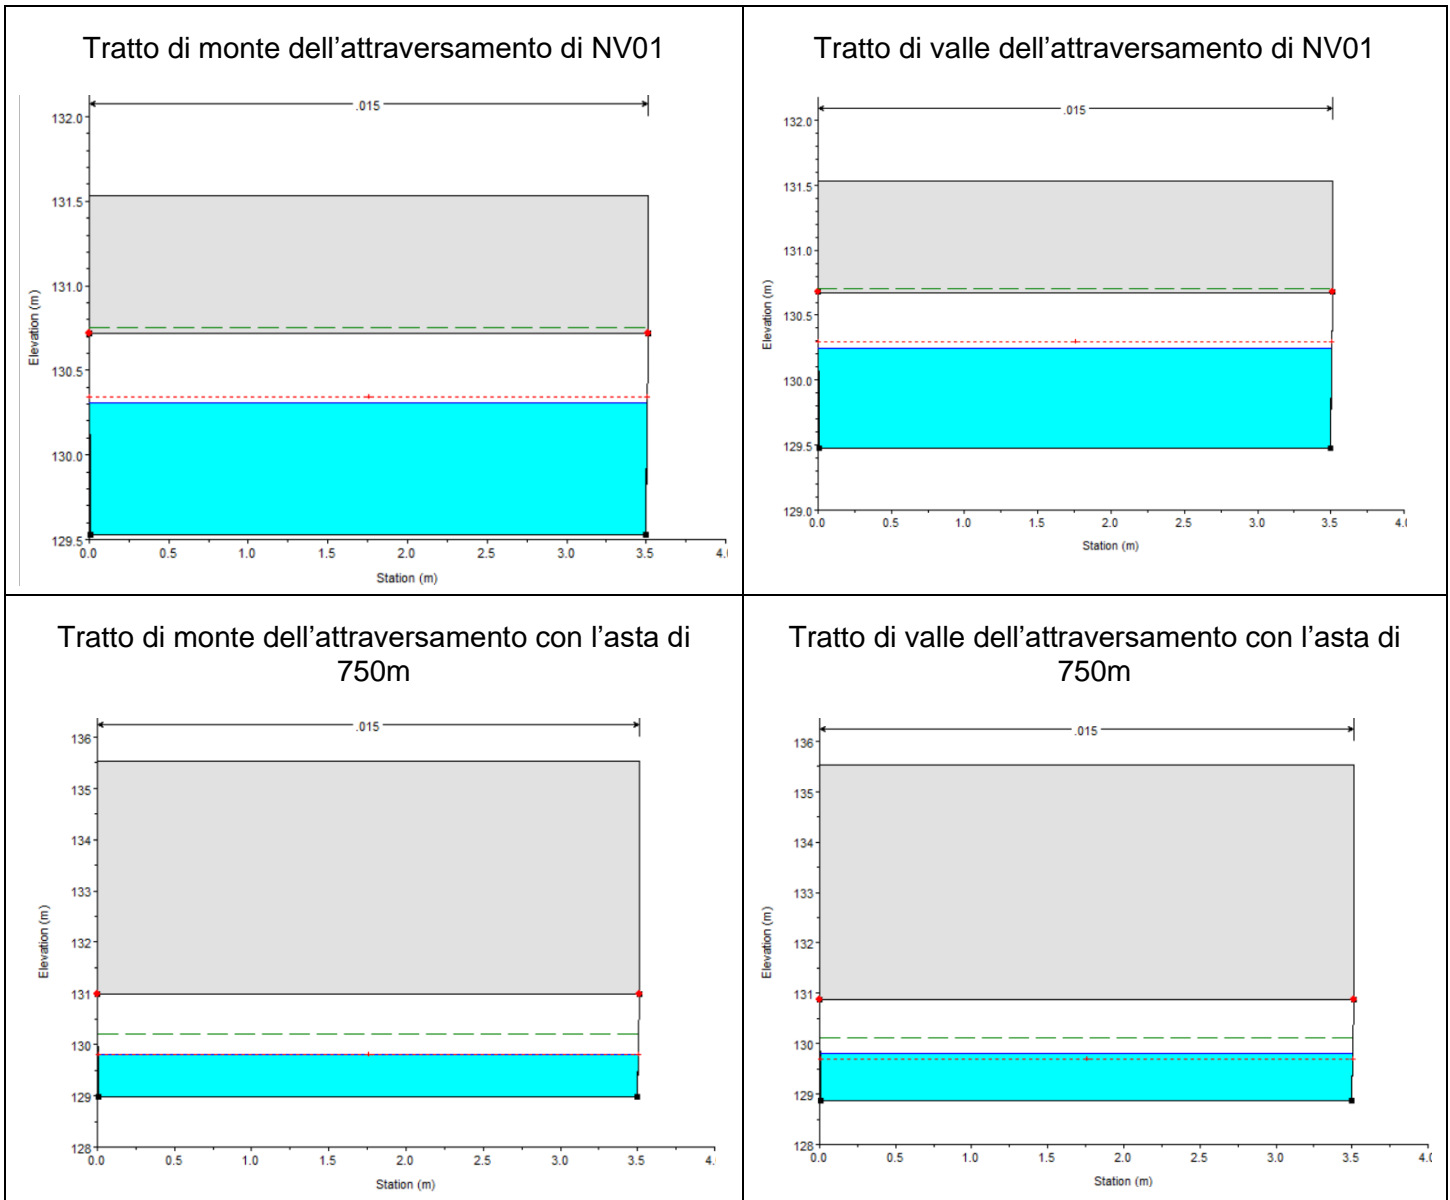 Tratto di monte dell’attraversamento di NV01
.015
132.0
131.5
131.0
130.5
130.0
129.5
Elevation (m)
0.0 0.5 1.0 1.5 2.0 2.5 3.0 3.5 4.
Station (m)
Tratto di valle dell’attraversamento di NV01
.015
132.0
131.5
131.0
130.5
130.0
129.5
129.0
Elevation (m)
0.0 0.5 1.0 1.5 2.0 2.5 3.0 3.5 4.
Station (m)
Tratto di monte dell’attraversamento con l’asta di
750m
.015
136
135
134
133
132
131
130
129
128
Elevation (m)
0.0 0.5 1.0 1.5 2.0 2.5 3.0 3.5 4.
Station (m)
Tratto di valle dell’attraversamento con l’asta di
750m
.015
136
135
134
133
132
131
130
129
128
Elevation (m)
0.0 0.5 1.0 1.5 2.0 2.5 3.0 3.5 4.
Station (m)